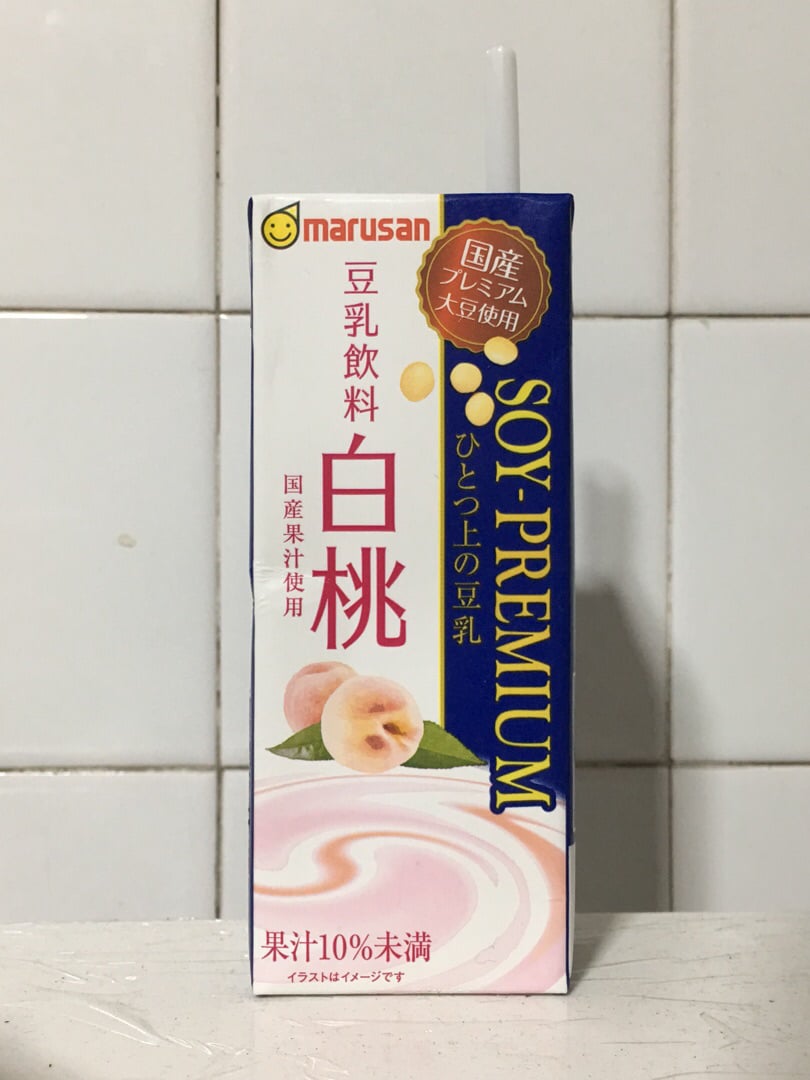 marusan
国産
プレミアム
大豆使用
SOY-PREMIUM
ひとつ上の豆乳
豆乳飲料
白桃
国産果汁使用
果汁10%未満
イラストはイメージです